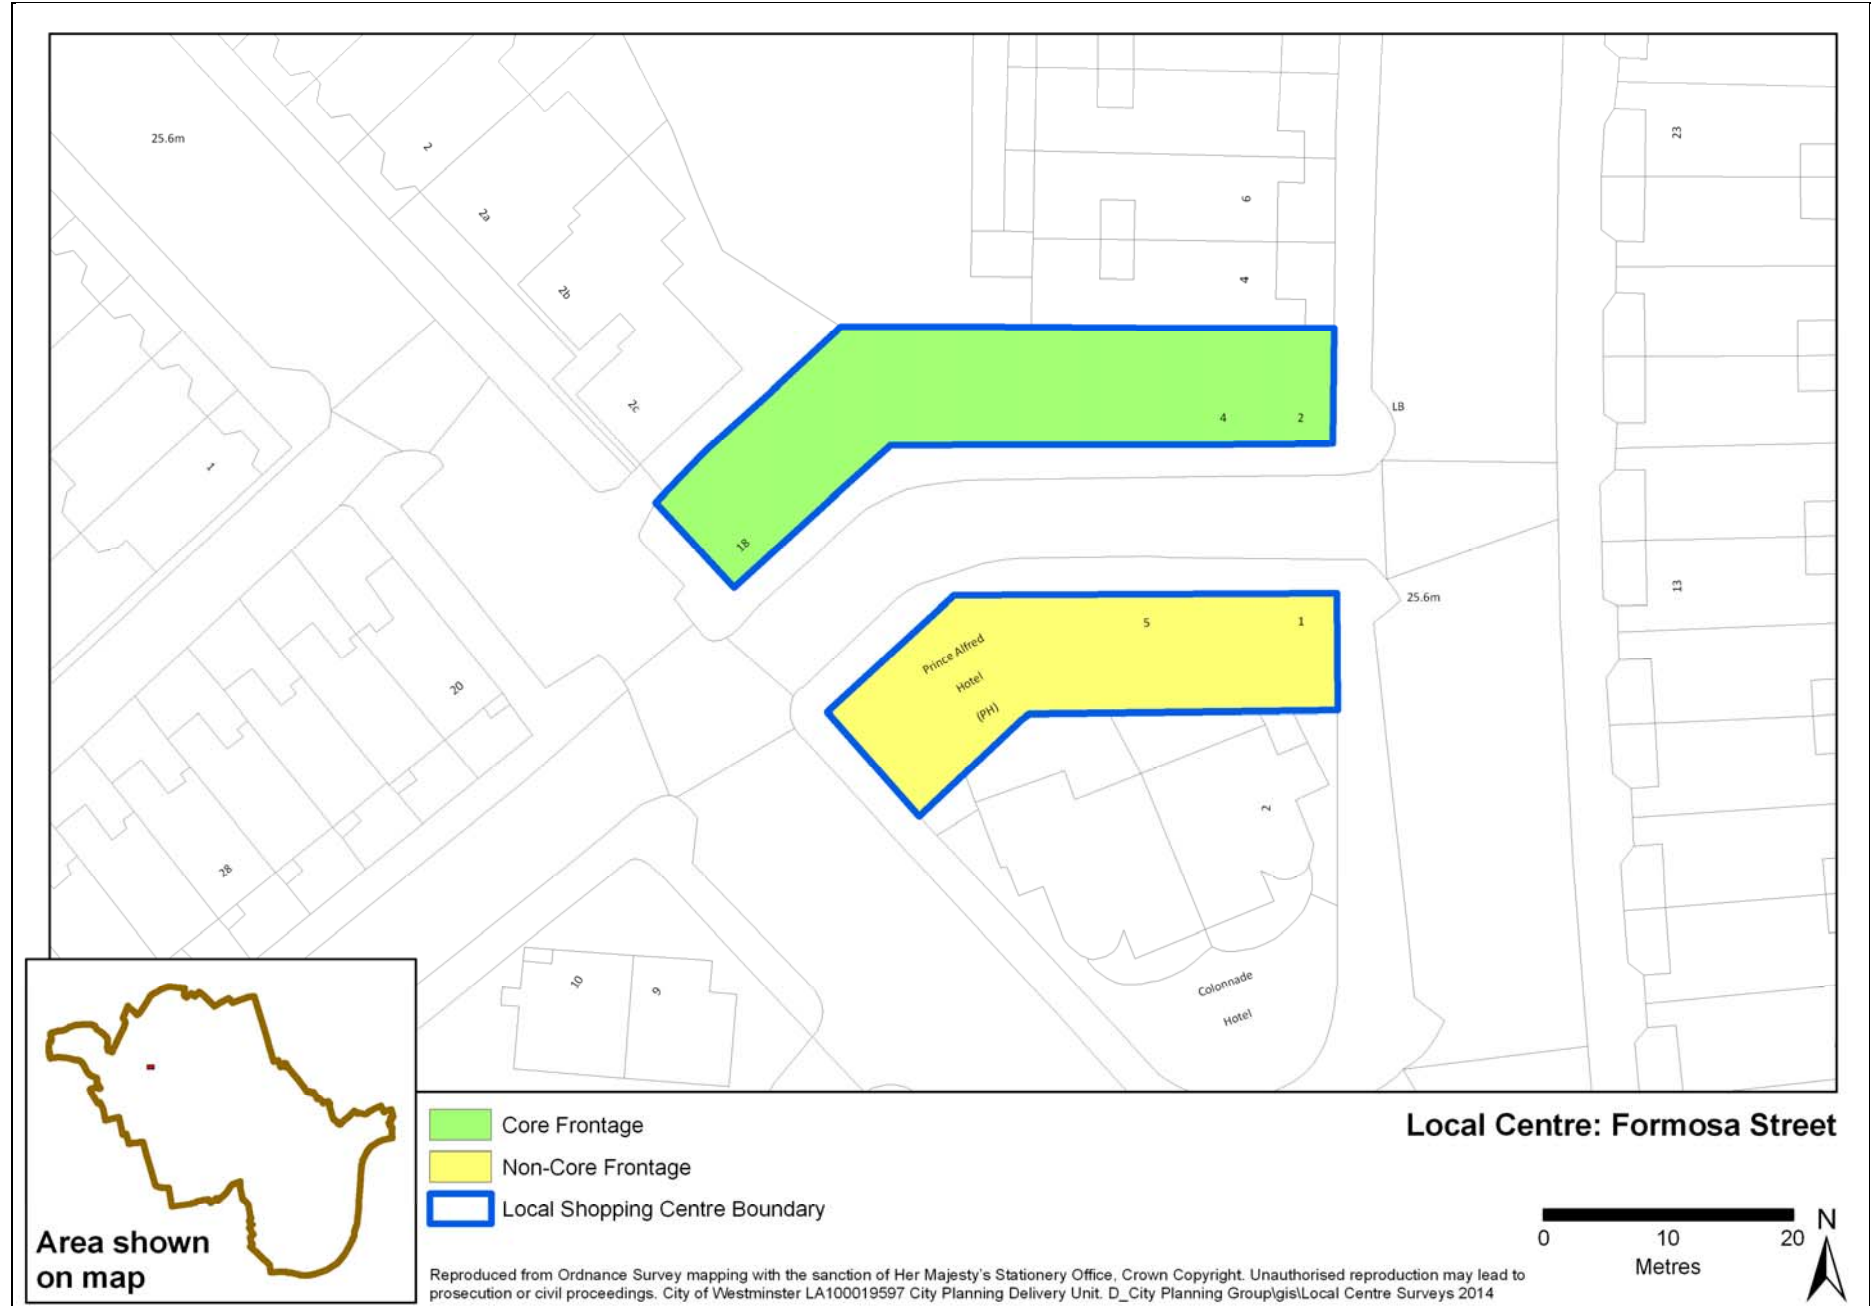 25.6m
2
2a
2b
2c
1
20
28
10
9
6
4
23
13
LB
4
2
18
25.6m
5
1
Prince Alfred
Hotel
(PH)
2
Colonnade
Hotel
Area shown
on map
Core Frontage
Non-Core Frontage
Local Shopping Centre Boundary
Local Centre: Formosa Street
0 10 20
Metres
N
Reproduced from Ordnance Survey mapping with the sanction of Her Majesty's Stationery Office, Crown Copyright. Unauthorised reproduction may lead to
prosecution or civil proceedings. City of Westminster LA100019597 City Planning Delivery Unit. D_City Planning Group\gis\Local Centre Surveys 2014